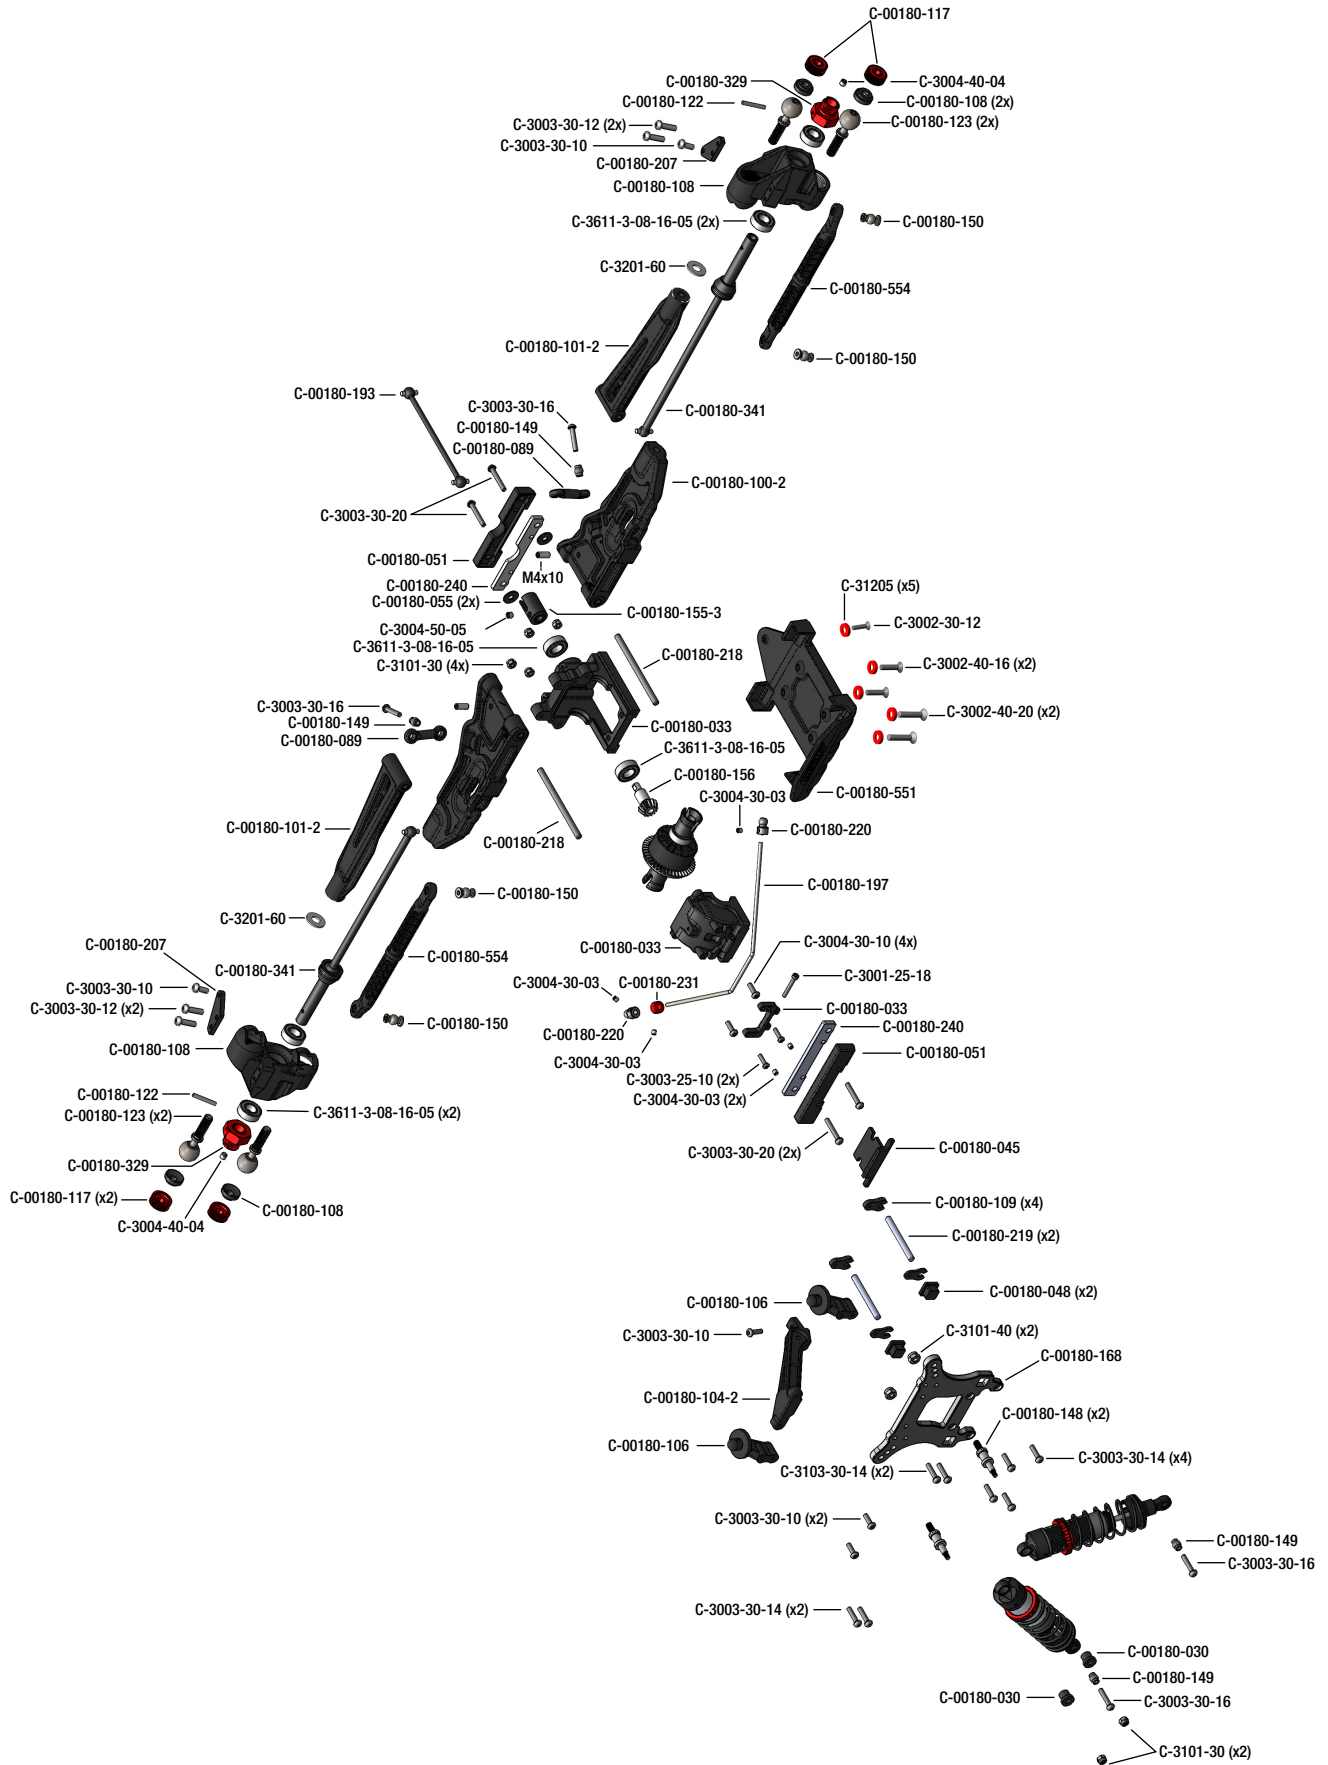 C-00180-117
C-00180-329
C-3004-40-04
C-00180-122
C-00180-108 (2x)
C-3003-30-12 (2x)
C-00180-123 (2x)
C-3003-30-10
C-00180-207
C-00180-108
C-3611-3-08-16-05 (2x)
C-00180-150
C-3201-60
C-00180-554
C-00180-101-2
C-00180-150
C-00180-193
C-3003-30-16
C-00180-341
C-00180-149
C-00180-089
C-00180-100-2
C-3003-30-20
C-00180-051
M4x10
C-00180-240
C-31205 (x5)
C-00180-055 (2x)
C-00180-155-3
C-3002-30-12
C-3004-50-05
C-3611-3-08-16-05
C-00180-218
C-3101-30 (4x)
C-3002-40-16 (x2)
C-3003-30-16
C-3002-40-20 (x2)
C-00180-149
C-00180-033
C-00180-089
C-3611-3-08-16-05
C-00180-156
C-3004-30-03
C-00180-551
C-00180-101-2
C-00180-220
C-00180-218
C-00180-197
C-00180-150
C-3201-60
C-00180-207
C-00180-033
C-3004-30-10 (4x)
C-00180-554
C-00180-341
C-3001-25-18
C-3003-30-10
C-3004-30-03
C-00180-231
C-3003-30-12 (x2)
C-00180-033
C-00180-150
C-00180-220
C-00180-240
C-00180-108
C-3004-30-03
C-00180-051
C-3003-25-10 (2x)
C-00180-122
C-3004-30-03 (2x)
C-00180-123 (x2)
C-3611-3-08-16-05 (x2)
C-3003-30-20 (2x)
C-00180-045
C-00180-329
C-00180-117 (x2)
C-00180-108
C-00180-109 (x4)
C-3004-40-04
C-00180-219 (x2)
C-00180-048 (x2)
C-00180-106
C-3003-30-10
C-3101-40 (x2)
C-00180-168
C-00180-104-2
C-00180-148 (x2)
C-00180-106
C-3003-30-14 (x4)
C-3103-30-14 (x2)
C-3003-30-10 (x2)
C-00180-149
C-3003-30-16
C-3003-30-14 (x2)
C-00180-030
C-00180-149
C-00180-030
C-3003-30-16
C-3101-30 (x2)